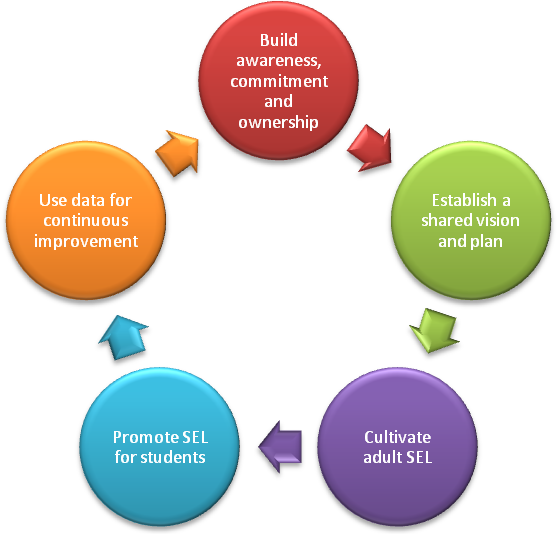 Build
awareness,
commitment
and
ownership
Establish a
shared vision
and plan
Cultivate
adult SEL
Promote SEL
for students
Use data for
continuous
improvement